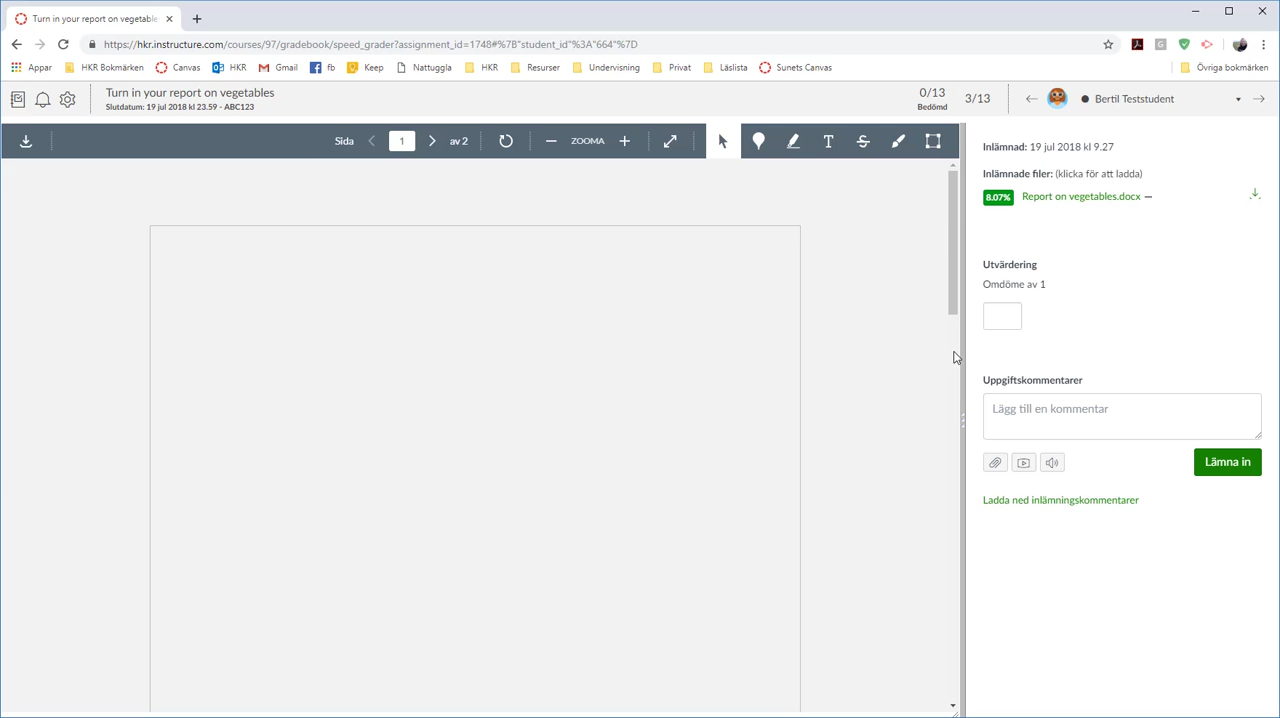 Turn in your report on vegetable
https://hkr.instructure.com/courses/97/gradebook/speed_grader?assignment_id=1748#%7B"student_id"%3A"664"%7D
Appar HKR Bokmärken Canvas HKR Gmail fb Keep Nattuggla HKR Resurser Undervisning Privat Läslista Sunets Canvas Övriga bokmärken
Turn in your report on vegetables
Slutdatum: 19 jul 2018 kl 23.59 - ABC123
0/13
Bedömd
3/13
Bertil Teststudent
Sida 1 av 2 ZOOMA T S
Inlämnad: 19 jul 2018 kl 9.27
Inlämnade filer: (klicka för att ladda)
8.07% Report on vegetables.docx
Utvärdering
Omdöme av 1
Uppgiftskommentarer
Lägg till en kommentar
Lämna in
Ladda ned inlämningskommentarer